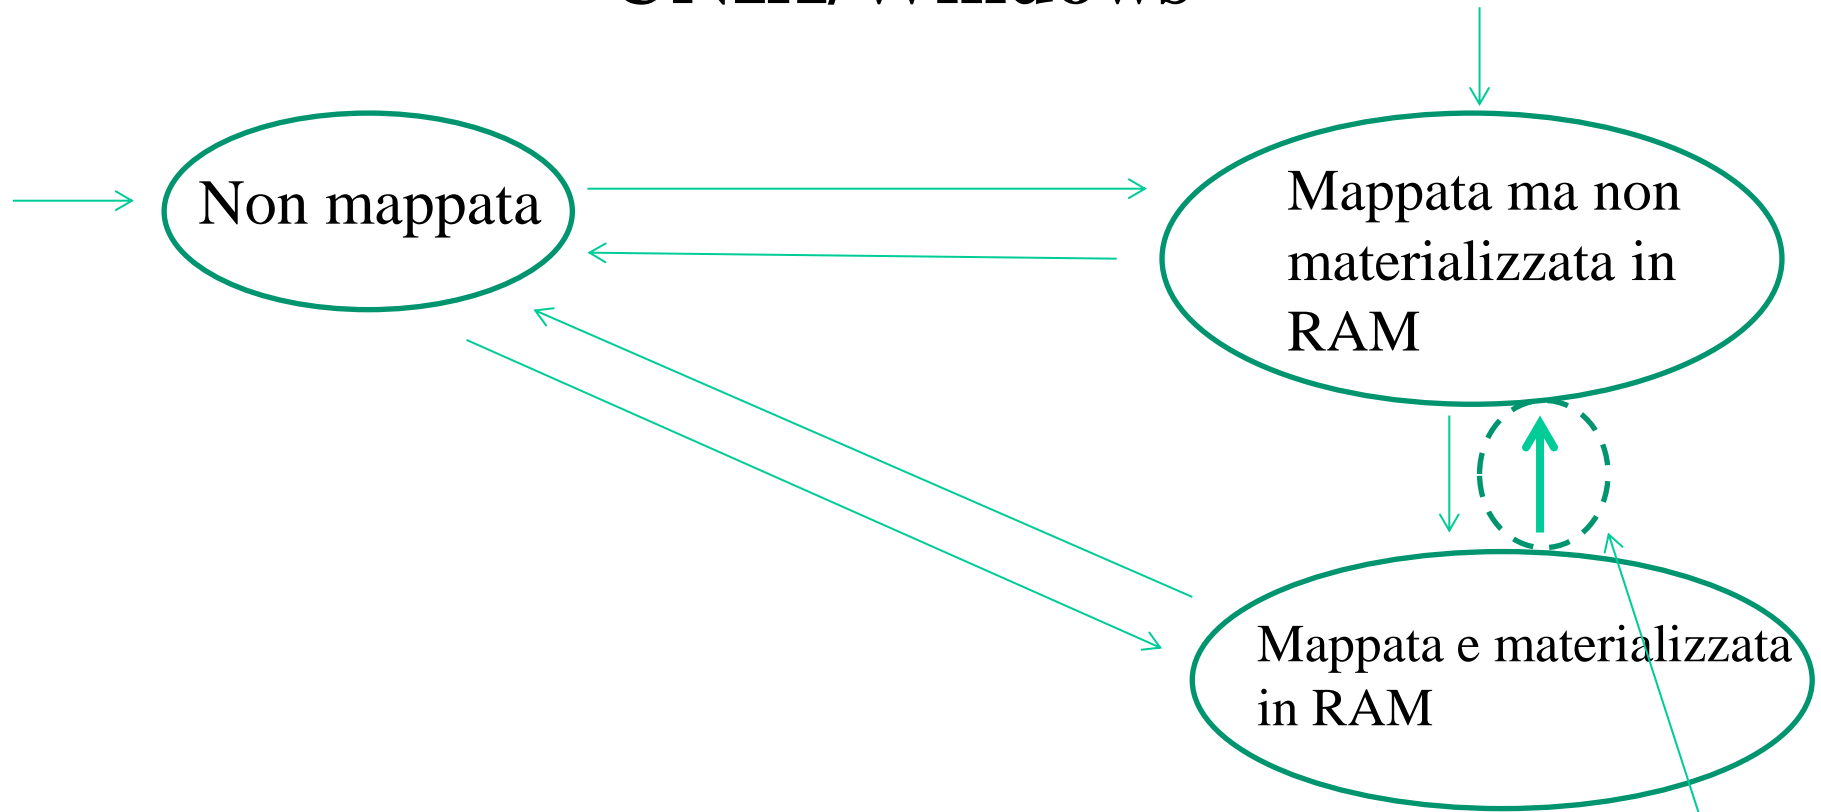 Non mappata
Mappata ma non
materializzata in
RAM
Mappata e materializzata
in RAM